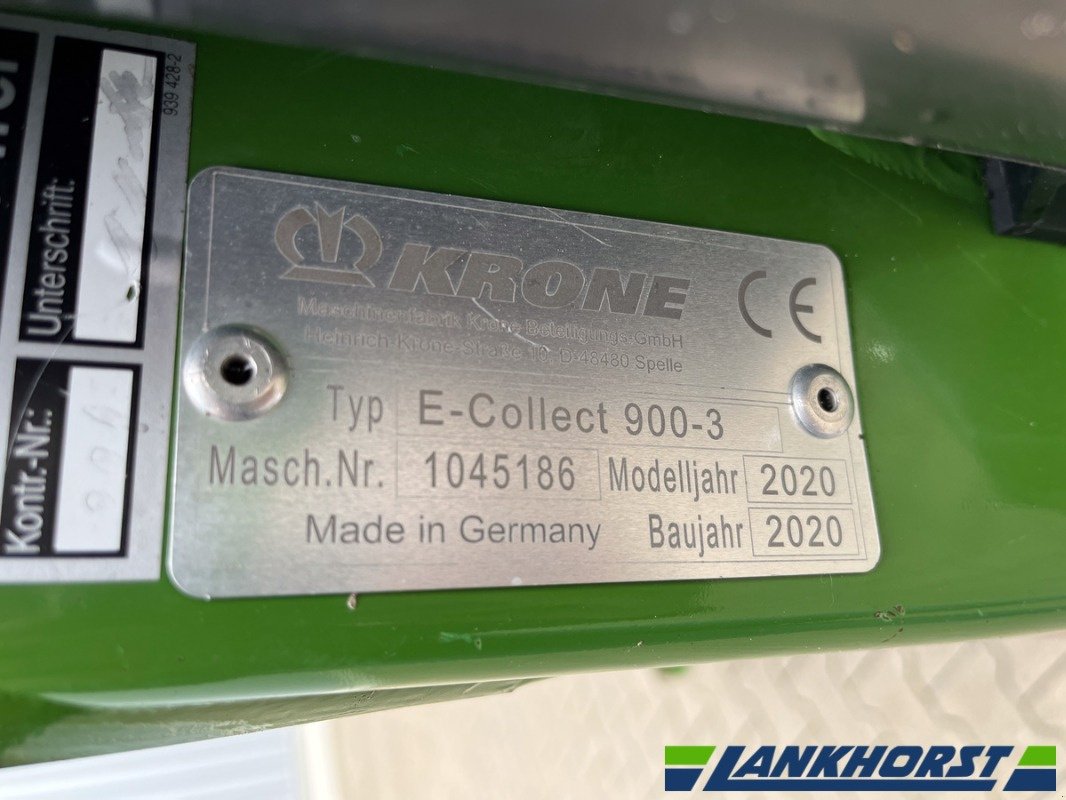 939 428-2
Unterschrift:
Kontr.-Nr.:
KRONE
CE
Maschinenfabrik Krone Beteiligungs-GmbH
Heinrich-Krone-Straße 10, D-48480 Spelle
Typ E-Collect 900-3
Masch.Nr. 1045186 Modelljahr 2020
Made in Germany Baujahr 2020
LANKHORST